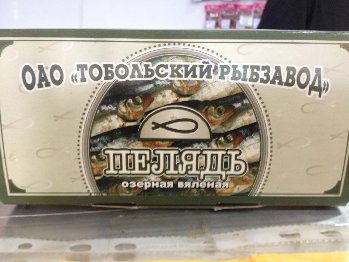 ОАО «ТОБОЛЬСКИЙ РЫБЗАВОД»
ПЕЛЯДЬ
озерная вяленая